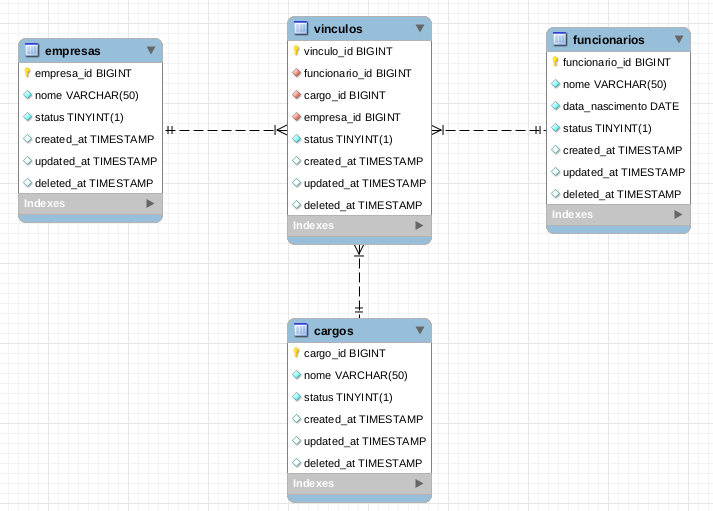 empresas
empresa_id BIGINT
nome VARCHAR(50)
status TINYINT(1)
created_at TIMESTAMP
updated_at TIMESTAMP
deleted_at TIMESTAMP
Indexes
vinculos
vinculo_id BIGINT
funcionario_id BIGINT
cargo_id BIGINT
empresa_id BIGINT
status TINYINT(1)
created_at TIMESTAMP
updated_at TIMESTAMP
deleted_at TIMESTAMP
Indexes
funcionarios
funcionario_id BIGINT
nome VARCHAR(50)
data_nascimento DATE
status TINYINT(1)
created_at TIMESTAMP
updated_at TIMESTAMP
deleted_at TIMESTAMP
Indexes
cargos
cargo_id BIGINT
nome VARCHAR(50)
status TINYINT(1)
created_at TIMESTAMP
updated_at TIMESTAMP
deleted_at TIMESTAMP
Indexes